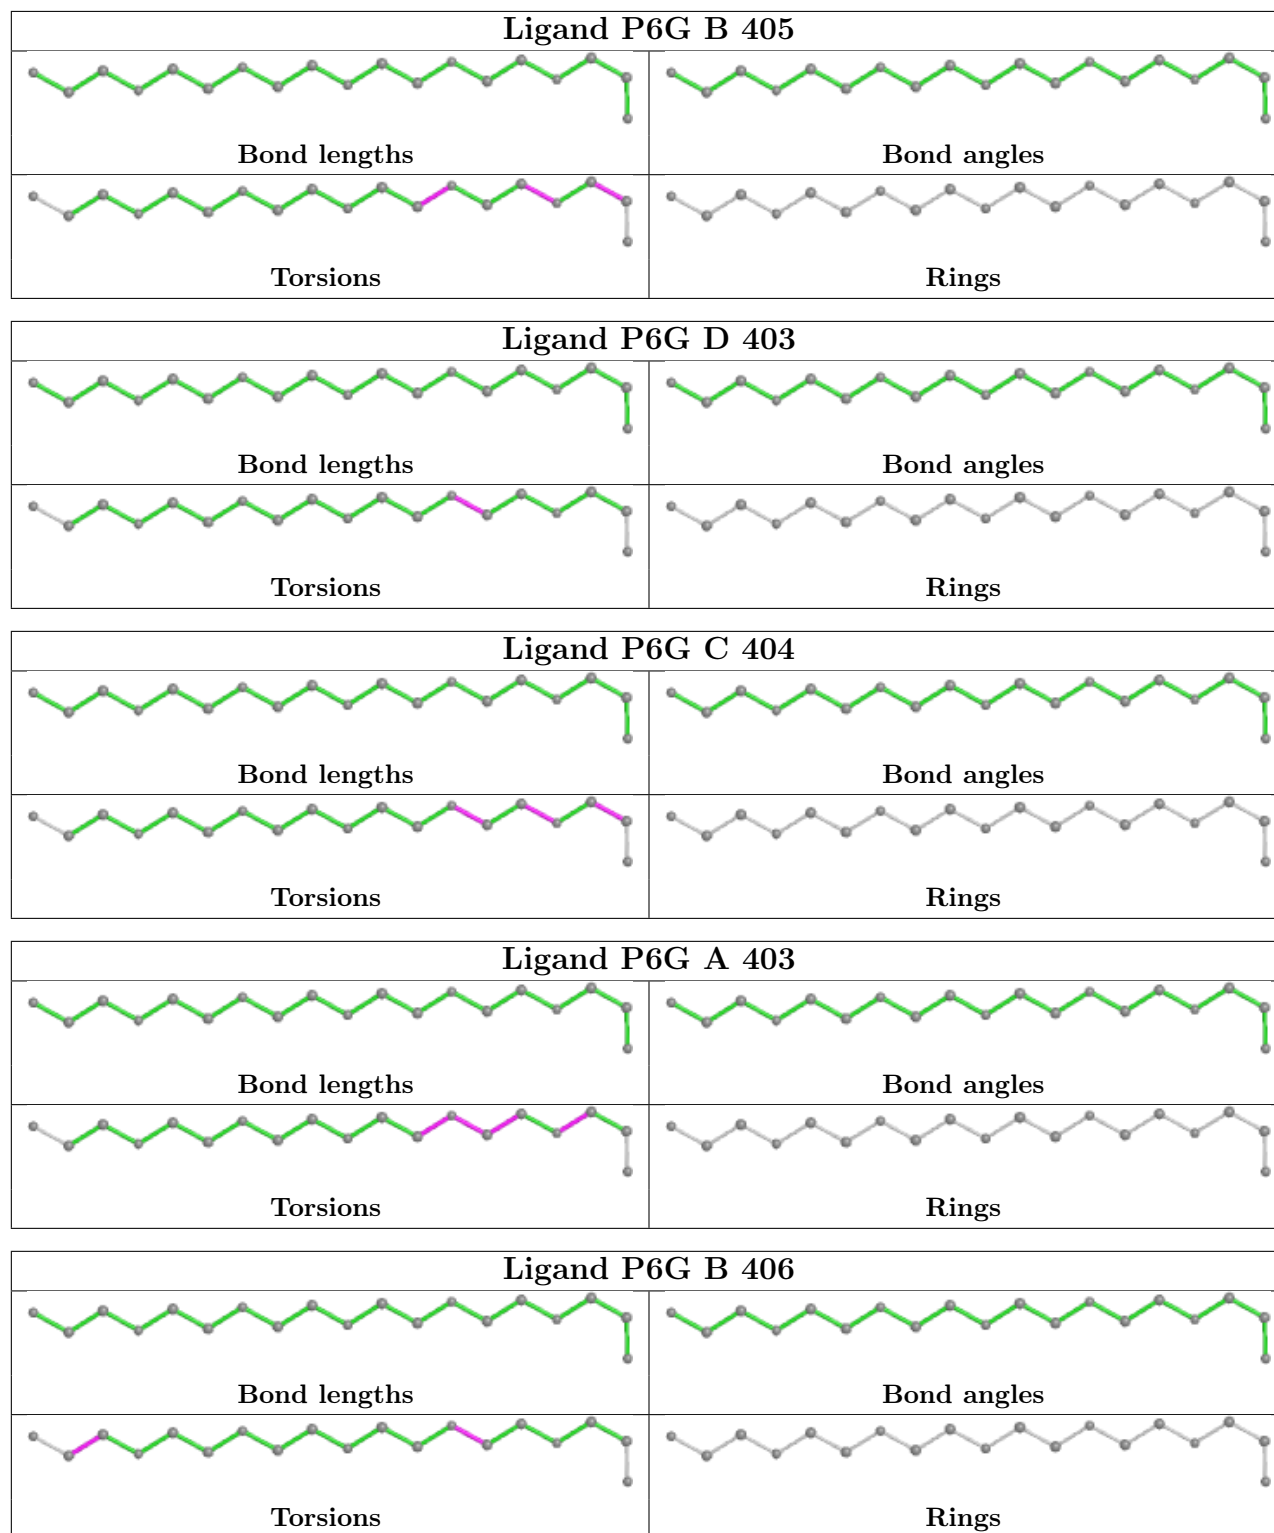 Ligand P6G B 405
Bond lengths Bond angles
Torsions Rings
Ligand P6G D 403
Bond lengths Bond angles
Torsions Rings
Ligand P6G C 404
Bond lengths Bond angles
Torsions Rings
Ligand P6G A 403
Bond lengths Bond angles
Torsions Rings
Ligand P6G B 406
Bond lengths Bond angles
Torsions Rings